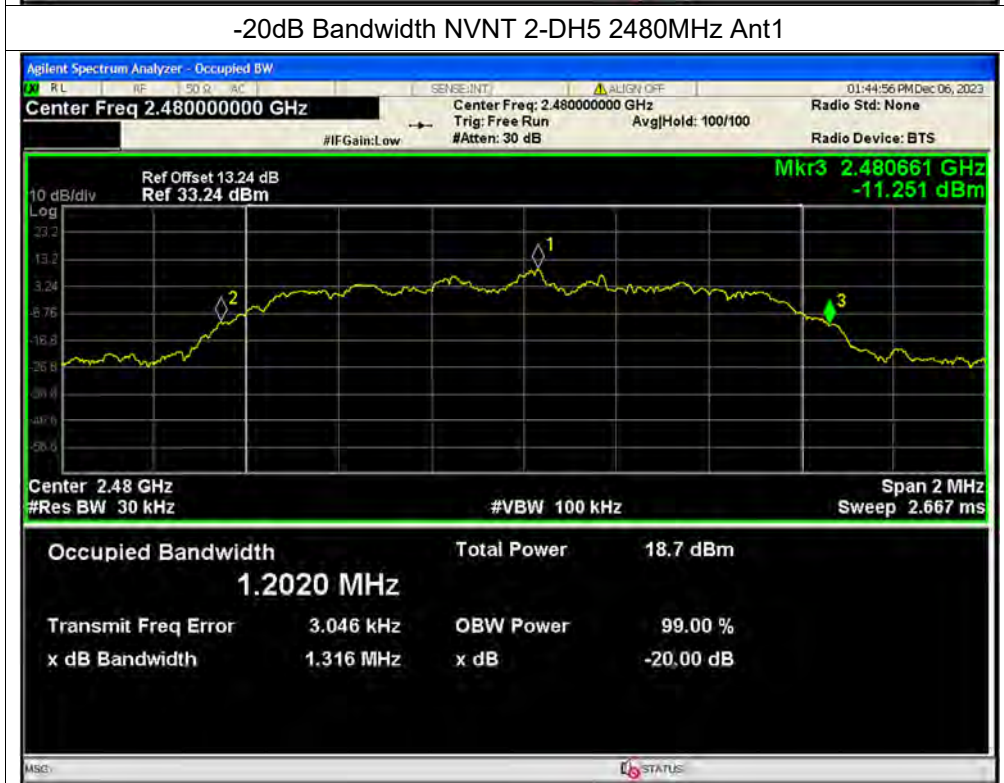 -20dB Bandwidth NVNT 2-DH5 2480MHz Ant1
Agilent Spectrum Analyzer - Occupied BW
RL RF 50 Ω AC SENSE:INT ALIGN OFF 01:44:56 PM Dec 06, 2023
Center Freq 2.480000000 GHz Center Freq: 2.480000000 GHz Radio Std: None
Trig: Free Run Avg|Hold: 100/100
#IFGain:Low #Atten: 30 dB Radio Device: BTS
Ref Offset 13.24 dB Mkr3 2.480661 GHz
10 dB/div Ref 33.24 dBm -11.251 dBm
Log
23.2
13.2
3.24
-6.76
-16.8
-26.8
1
2
3
Center 2.48 GHz Span 2 MHz
#Res BW 30 kHz #VBW 100 kHz Sweep 2.667 ms
Occupied Bandwidth Total Power 18.7 dBm
1.2020 MHz
Transmit Freq Error 3.046 kHz OBW Power 99.00 %
x dB Bandwidth 1.316 MHz x dB -20.00 dB
MSG STATUS